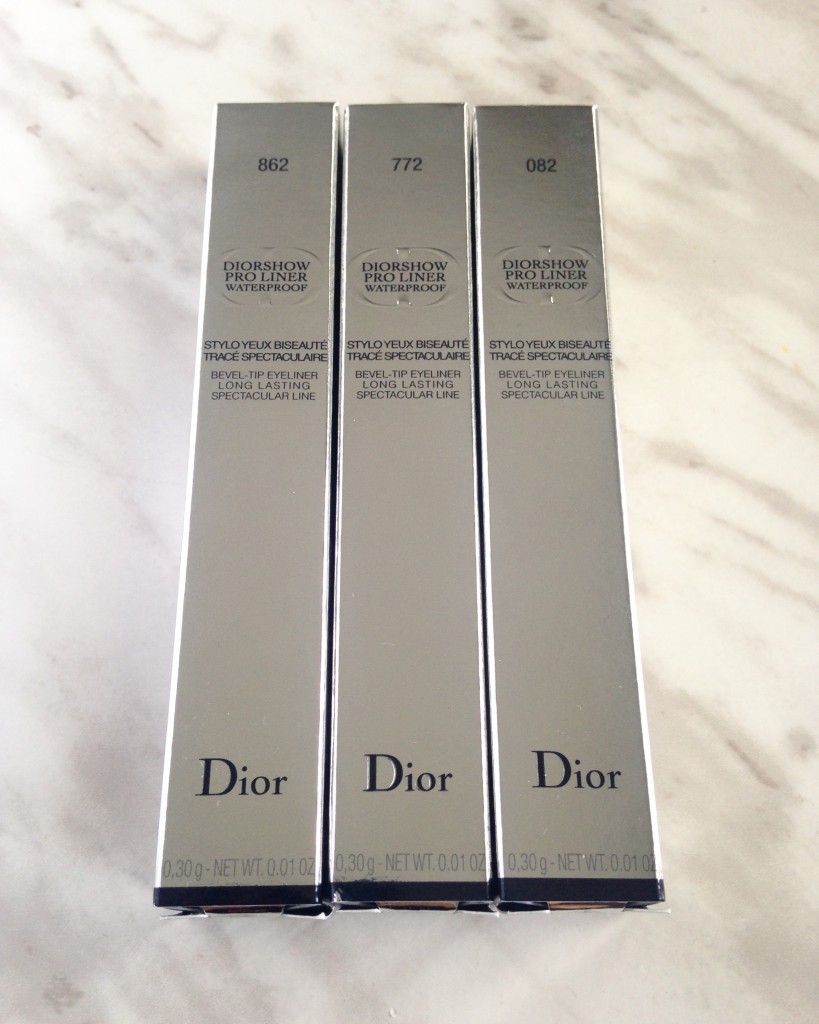 862
DIORSHOW
PRO LINER
WATERPROOF
STYLO YEUX BISEAUTÉ
TRACÉ SPECTACULAIRE
BEVEL-TIP EYELINER
LONG LASTING
SPECTACULAR LINE
Dior
0,30 g - NET WT. 0.01 OZ
772
DIORSHOW
PRO LINER
WATERPROOF
STYLO YEUX BISEAUTÉ
TRACÉ SPECTACULAIRE
BEVEL-TIP EYELINER
LONG LASTING
SPECTACULAR LINE
Dior
0,30 g - NET WT. 0.01 OZ
082
DIORSHOW
PRO LINER
WATERPROOF
STYLO YEUX BISEAUTÉ
TRACÉ SPECTACULAIRE
BEVEL-TIP EYELINER
LONG LASTING
SPECTACULAR LINE
Dior
0,30 g - NET WT. 0.01 OZ